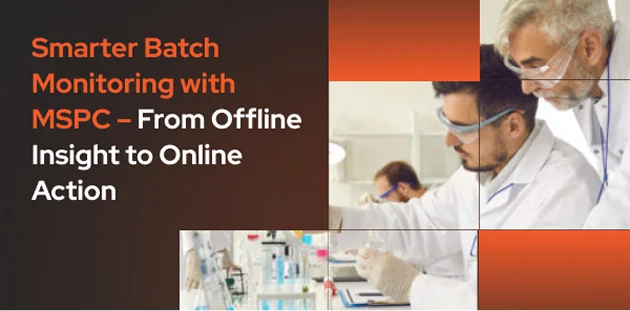 Smarter Batch
Monitoring with
MSPC – From Offline
Insight to Online
Action